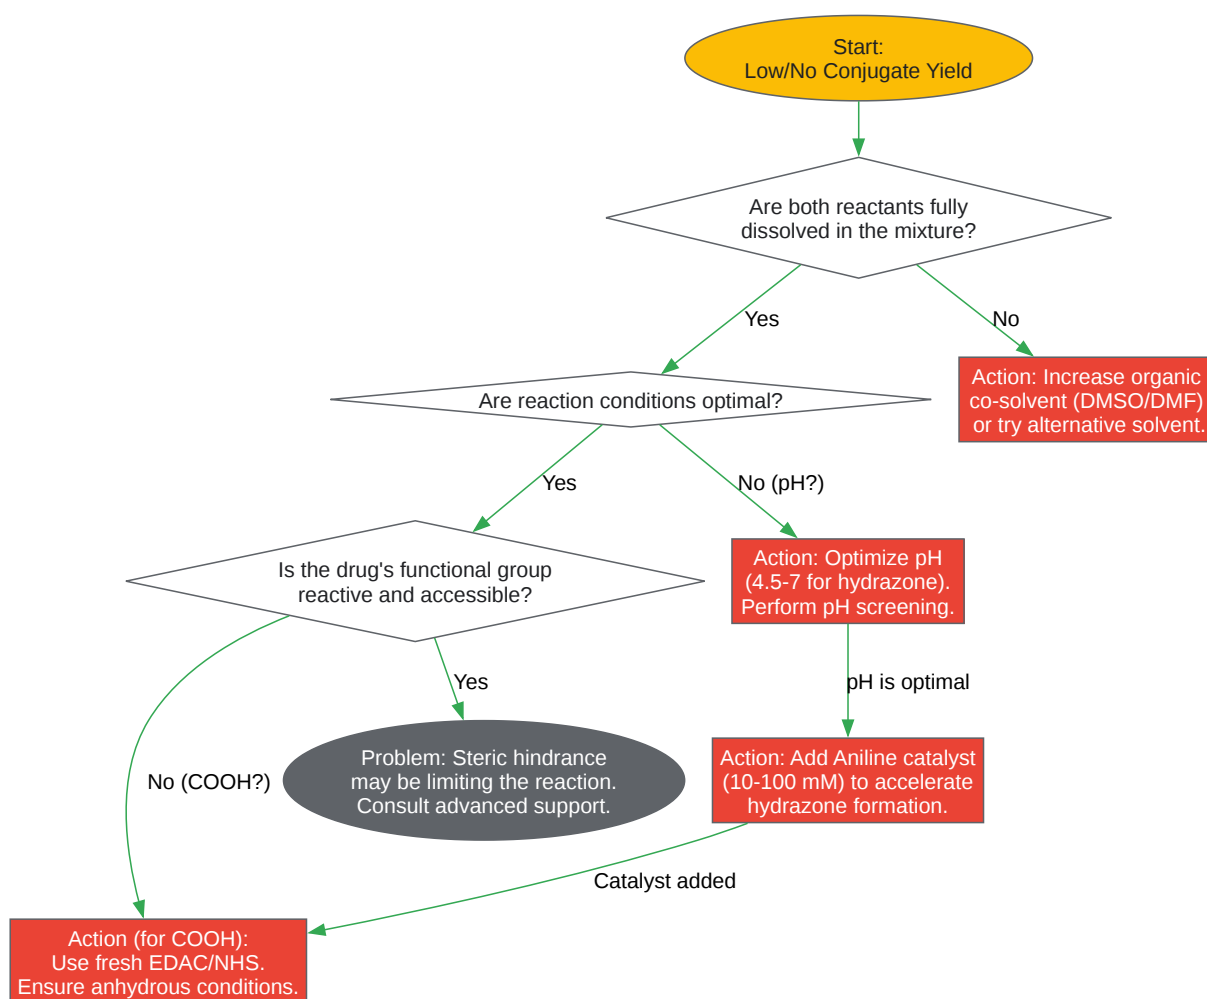 Start:
Low/No Conjugate Yield
Are both reactants fully
dissolved in the mixture?
Yes
No
Action: Increase organic
co-solvent (DMSO/DMF)
or try alternative solvent.
Are reaction conditions optimal?
Yes
No (pH?)
Is the drug's functional group
reactive and accessible?
Action: Optimize pH
(4.5-7 for hydrazone).
Perform pH screening.
Yes
pH is optimal
No (COOH?)
Problem: Steric hindrance
may be limiting the reaction.
Consult advanced support.
Action: Add Aniline catalyst
(10-100 mM) to accelerate
hydrazone formation.
Catalyst added
Action (for COOH):
Use fresh EDAC/NHS.
Ensure anhydrous conditions.